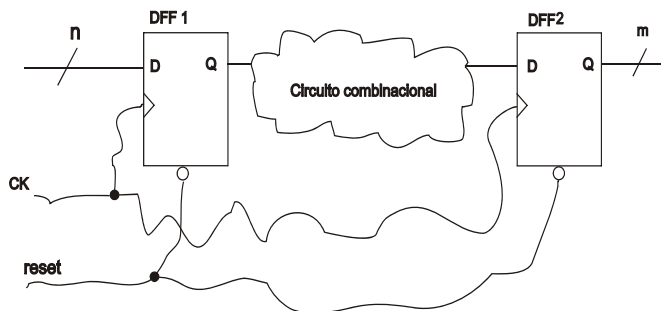 DFF 1
DFF2
n
m
D
Q
D
Q
Circuito combinacional
CK
reset